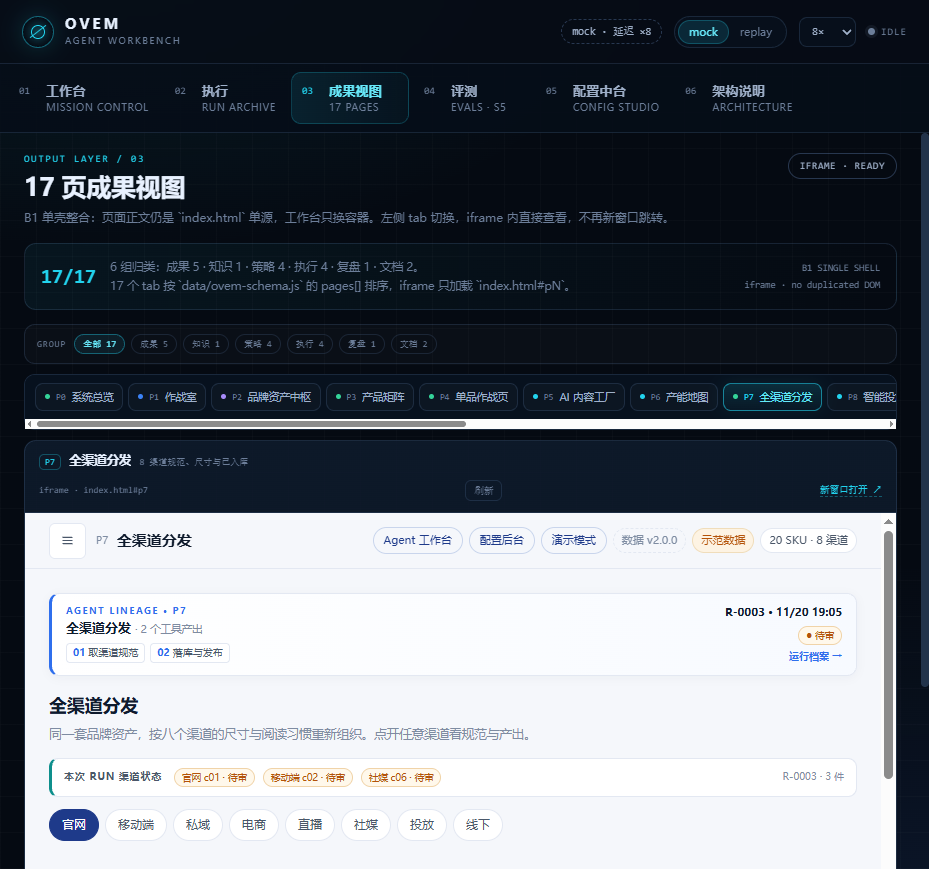 OVEM
AGENT WORKBENCH
mock · 延迟 ×8
mock replay
8×
IDLE
01 工作台 MISSION CONTROL
02 执行 RUN ARCHIVE
03 成果视图 17 PAGES
04 评测 EVALS · S5
05 配置中台 CONFIG STUDIO
06 架构说明 ARCHITECTURE
OUTPUT LAYER / 03
IFRAME · READY
17 页成果视图
B1 单壳整合：页面正文仍是 `index.html` 单源，工作台只换容器。左侧 tab 切换，iframe 内直接查看，不再新窗口跳转。
17/17
6 组归类：成果 5 · 知识 1 · 策略 4 · 执行 4 · 复盘 1 · 文档 2。
17 个 tab 按 `data/ovem-schema.js` 的 pages[] 排序，iframe 只加载 `index.html#pN`。
B1 SINGLE SHELL
iframe · no duplicated DOM
GROUP 全部 17 成果 5 知识 1 策略 4 执行 4 复盘 1 文档 2
P0 系统总览 P1 作战室 P2 品牌资产中枢 P3 产品矩阵 P4 单品作战页 P5 AI 内容工厂 P6 产能地图 P7 全渠道分发 P8 智能投
P7 全渠道分发 8 渠道规范、尺寸与已入库
iframe · index.html#p7 刷新 新窗口打开 ↗
☰ P7 全渠道分发 Agent 工作台 配置后台 演示模式 数据 v2.0.0 示范数据 20 SKU · 8 渠道
AGENT LINEAGE • P7
全渠道分发 · 2 个工具产出
01 取渠道规范 02 落库与发布
R-0003 • 11/20 19:05
待审
运行档案 →
全渠道分发
同一套品牌资产，按八个渠道的尺寸与阅读习惯重新组织。点开任意渠道看规范与产出。
本次 RUN 渠道状态 官网 c01 · 待审 移动端 c02 · 待审 社媒 c06 · 待审 R-0003 · 3 件
官网 移动端 私域 电商 直播 社媒 投放 线下